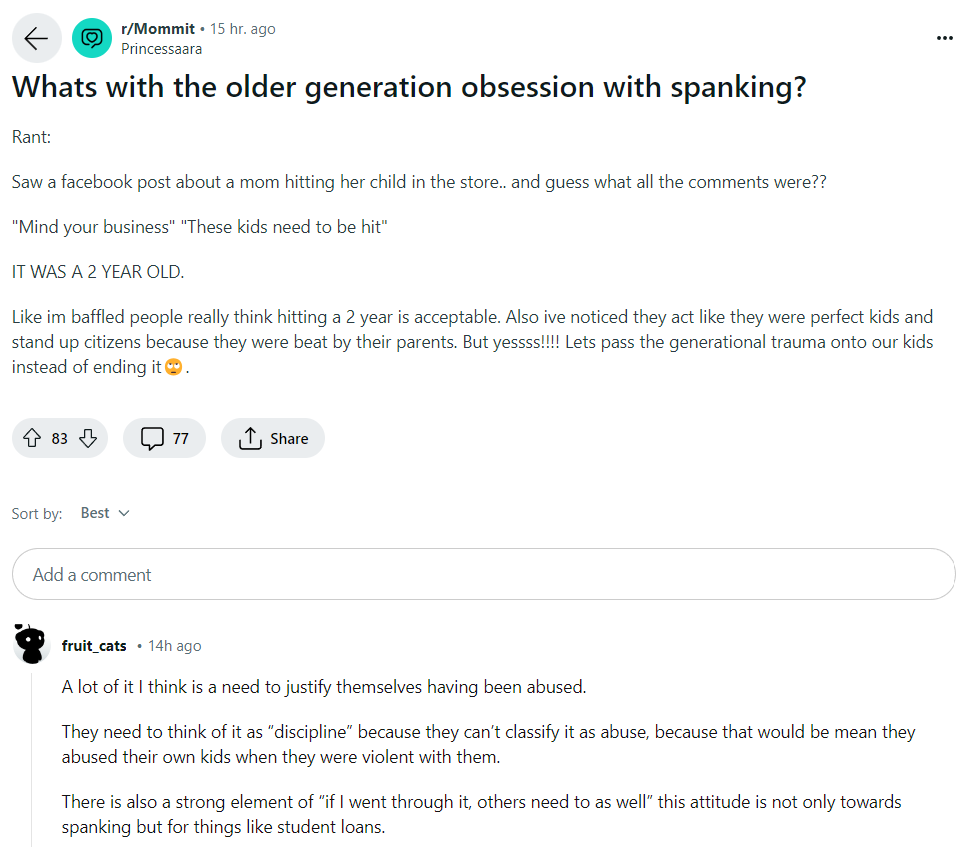 r/Mommit • 15 hr. ago
Princessaara
Whats with the older generation obsession with spanking?
Rant:
Saw a facebook post about a mom hitting her child in the store.. and guess what all the comments were??
"Mind your business" "These kids need to be hit"
IT WAS A 2 YEAR OLD.
Like im baffled people really think hitting a 2 year is acceptable. Also ive noticed they act like they were perfect kids and
stand up citizens because they were beat by their parents. But yessss!!!! Lets pass the generational trauma onto our kids
instead of ending it🙄.
83
77
Share
Sort by: Best
Add a comment
fruit_cats • 14h ago
A lot of it I think is a need to justify themselves having been abused.
They need to think of it as “discipline” because they can’t classify it as abuse, because that would be mean they
abused their own kids when they were violent with them.
There is also a strong element of “if I went through it, others need to as well” this attitude is not only towards
spanking but for things like student loans.